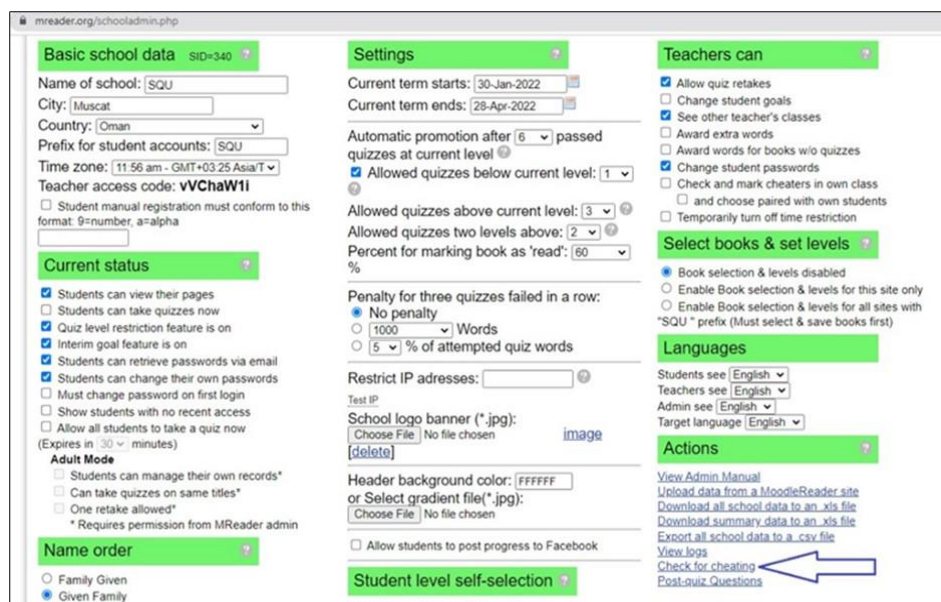 mreader.org/schooladmin.php
Basic school data SID=340 ?
Name of school: SQU
City: Muscat
Country: Oman
Prefix for student accounts: SQU
Time zone: 11:56 am - GMT+03.25 Asia/T
Teacher access code: vVChaW1i
Student manual registration must conform to this
format: 9=number, a=alpha
Current status ?
Students can view their pages
Students can take quizzes now
Quiz level restriction feature is on
Interim goal feature is on
Students can retrieve passwords via email
Students can change their own passwords
Must change password on first login
Show students with no recent access
Allow all students to take a quiz now
(Expires in 30 minutes)
Adult Mode
Students can manage their own records*
Can take quizzes on same titles*
One retake allowed*
* Requires permission from MReader admin
Name order ?
Family Given
Given Family
Settings ?
Current term starts: 30-Jan-2022
Current term ends: 28-Apr-2022
Automatic promotion after 6 passed
quizzes at current level ?
Allowed quizzes below current level: 1
?
Allowed quizzes above current level: 3 ?
Allowed quizzes two levels above: 2 ?
Percent for marking book as 'read': 60
%
Penalty for three quizzes failed in a row:
No penalty
1000 Words
5 % of attempted quiz words
Restrict IP adresses: ?
Test IP
School logo banner (*.jpg):
Choose File No file chosen image
[delete]
Header background color: FFFFFF
or Select gradient file(*.jpg):
Choose File No file chosen
Allow students to post progress to Facebook
Student level self-selection ?
Teachers can ?
Allow quiz retakes
Change student goals
See other teacher's classes
Award extra words
Award words for books w/o quizzes
Change student passwords
Check and mark cheaters in own class
and choose paired with own students
Temporarily turn off time restriction
Select books & set levels ?
Book selection & levels disabled
Enable Book selection & levels for this site only
Enable Book selection & levels for all sites with
"SQU " prefix (Must select & save books first)
Languages
Students see English
Teachers see English
Admin see English
Target language English
Actions ?
View Admin Manual
Upload data from a MoodleReader site
Download all school data to an .xls file
Download summary data to an .xls file
Export all school data to a .csv file
View logs
Check for cheating
Post-quiz Questions